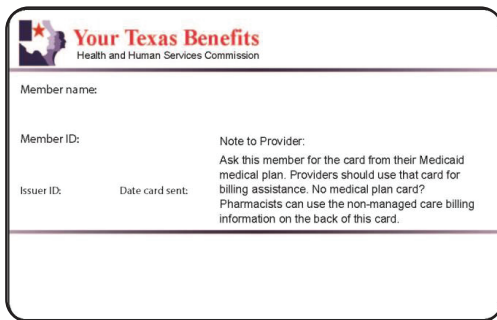 Your Texas Benefits
Health and Human Services Commission
Member name:
Member ID:
Note to Provider:
Ask this member for the card from their Medicaid
medical plan. Providers should use that card for
billing assistance. No medical plan card?
Pharmacists can use the non-managed care billing
information on the back of this card.
Issuer ID:
Date card sent: